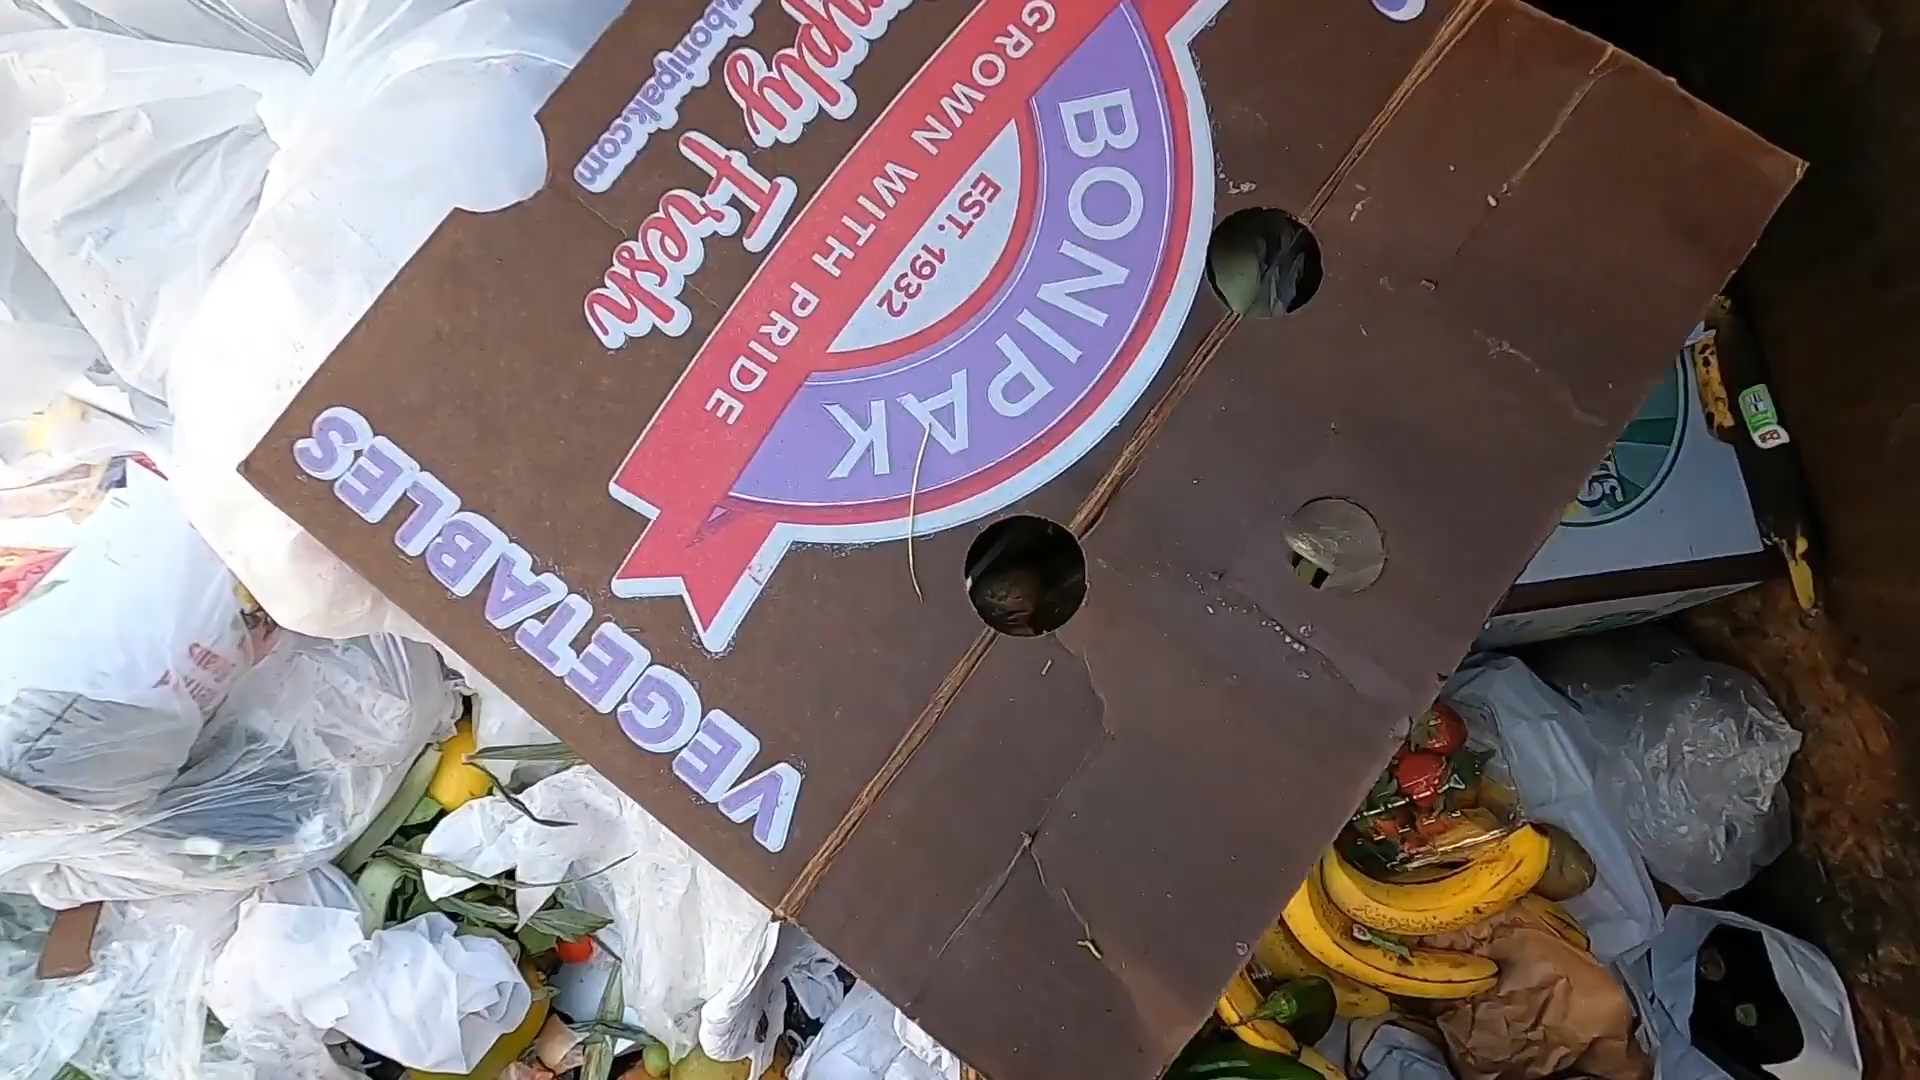 bonipak.com
Fresh
GROWN WITH PRIDE
EST. 1932
BONIPAK
VEGETABLES